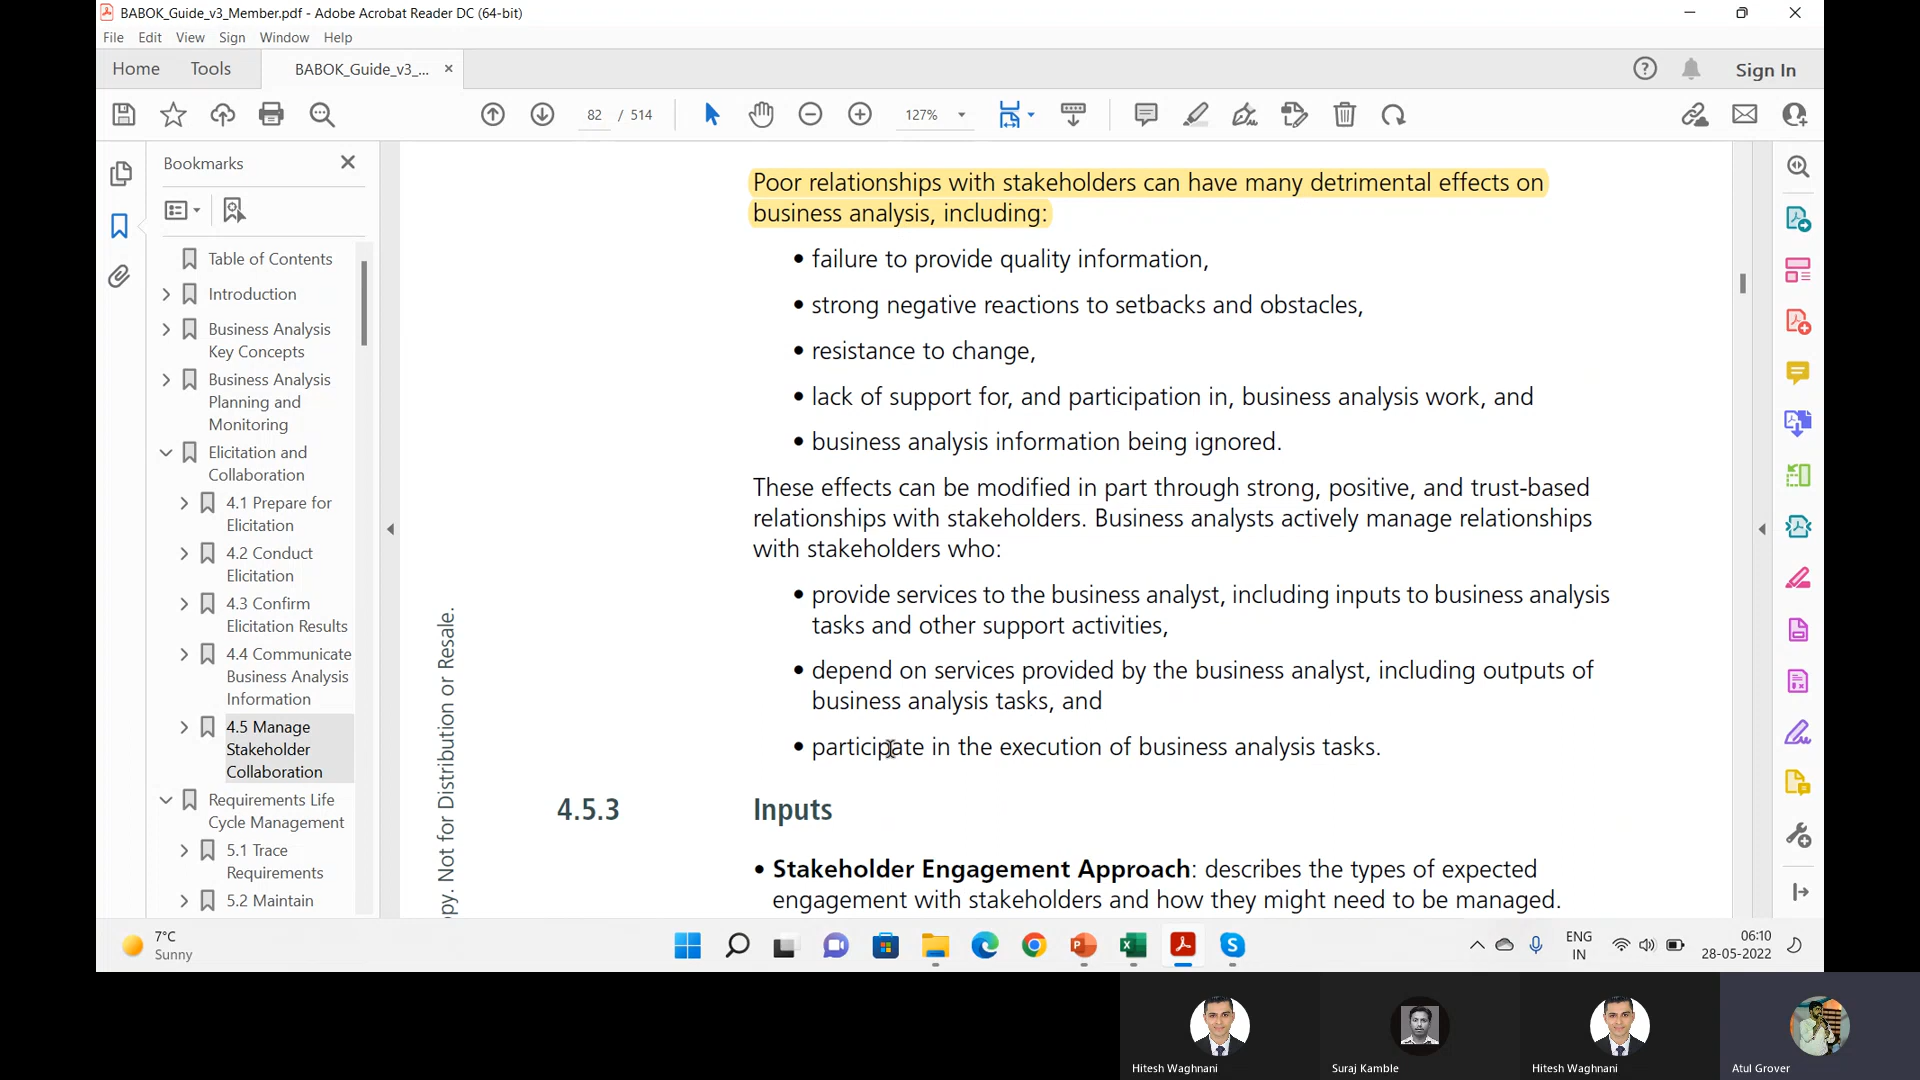 BABOK_Guide_v3_Member.pdf - Adobe Acrobat Reader DC (64-bit)
File Edit View Sign Window Help
Home Tools BABOK_Guide_v3_... × Sign In
82 / 514 127%
Bookmarks
Table of Contents
Introduction
Business Analysis
Key Concepts
Business Analysis
Planning and
Monitoring
Elicitation and
Collaboration
4.1 Prepare for
Elicitation
4.2 Conduct
Elicitation
4.3 Confirm
Elicitation Results
4.4 Communicate
Business Analysis
Information
4.5 Manage
Stakeholder
Collaboration
Requirements Life
Cycle Management
5.1 Trace
Requirements
5.2 Maintain
py. Not for Distribution or Resale.
Poor relationships with stakeholders can have many detrimental effects on
business analysis, including:
• failure to provide quality information,
• strong negative reactions to setbacks and obstacles,
• resistance to change,
• lack of support for, and participation in, business analysis work, and
• business analysis information being ignored.
These effects can be modified in part through strong, positive, and trust-based
relationships with stakeholders. Business analysts actively manage relationships
with stakeholders who:
• provide services to the business analyst, including inputs to business analysis
tasks and other support activities,
• depend on services provided by the business analyst, including outputs of
business analysis tasks, and
• participate in the execution of business analysis tasks.
4.5.3 Inputs
• Stakeholder Engagement Approach: describes the types of expected
engagement with stakeholders and how they might need to be managed.
7°C
Sunny
ENG
IN
06:10
28-05-2022
Hitesh Waghnani
Suraj Kamble
Hitesh Waghnani
Atul Grover